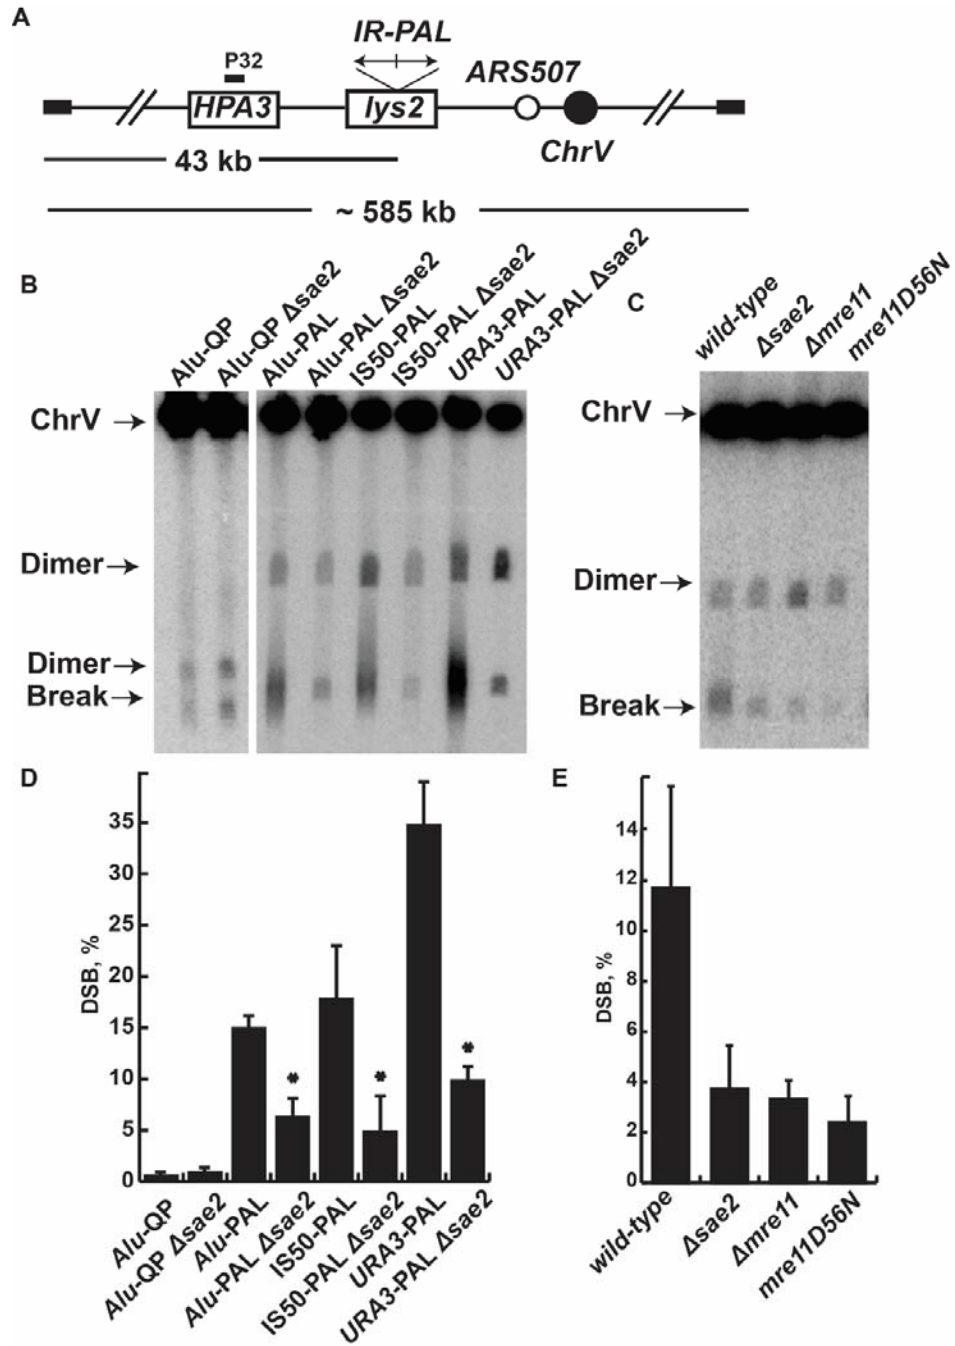 A
IR-PAL
P32
ARS507
HPA3
lys2
ChrV
43 kb
~ 585 kb
B
Alu-QP
Alu-QP Δsae2
Alu-PAL
Alu-PAL Δsae2
IS50-PAL
IS50-PAL Δsae2
URA3-PAL
URA3-PAL Δsae2
ChrV
Dimer
Dimer
Break
C
wild-type
Δsae2
Δmre11
mre11D56N
ChrV
Dimer
Break
D
DSB, %
35
30
25
20
15
10
5
0
*
*
*
Alu-QP
Alu-QP Δsae2
Alu-PAL
Alu-PAL Δsae2
IS50-PAL
IS50-PAL Δsae2
URA3-PAL
URA3-PAL Δsae2
E
DSB, %
14
12
10
8
6
4
2
0
wild-type
Δsae2
Δmre11
mre11D56N